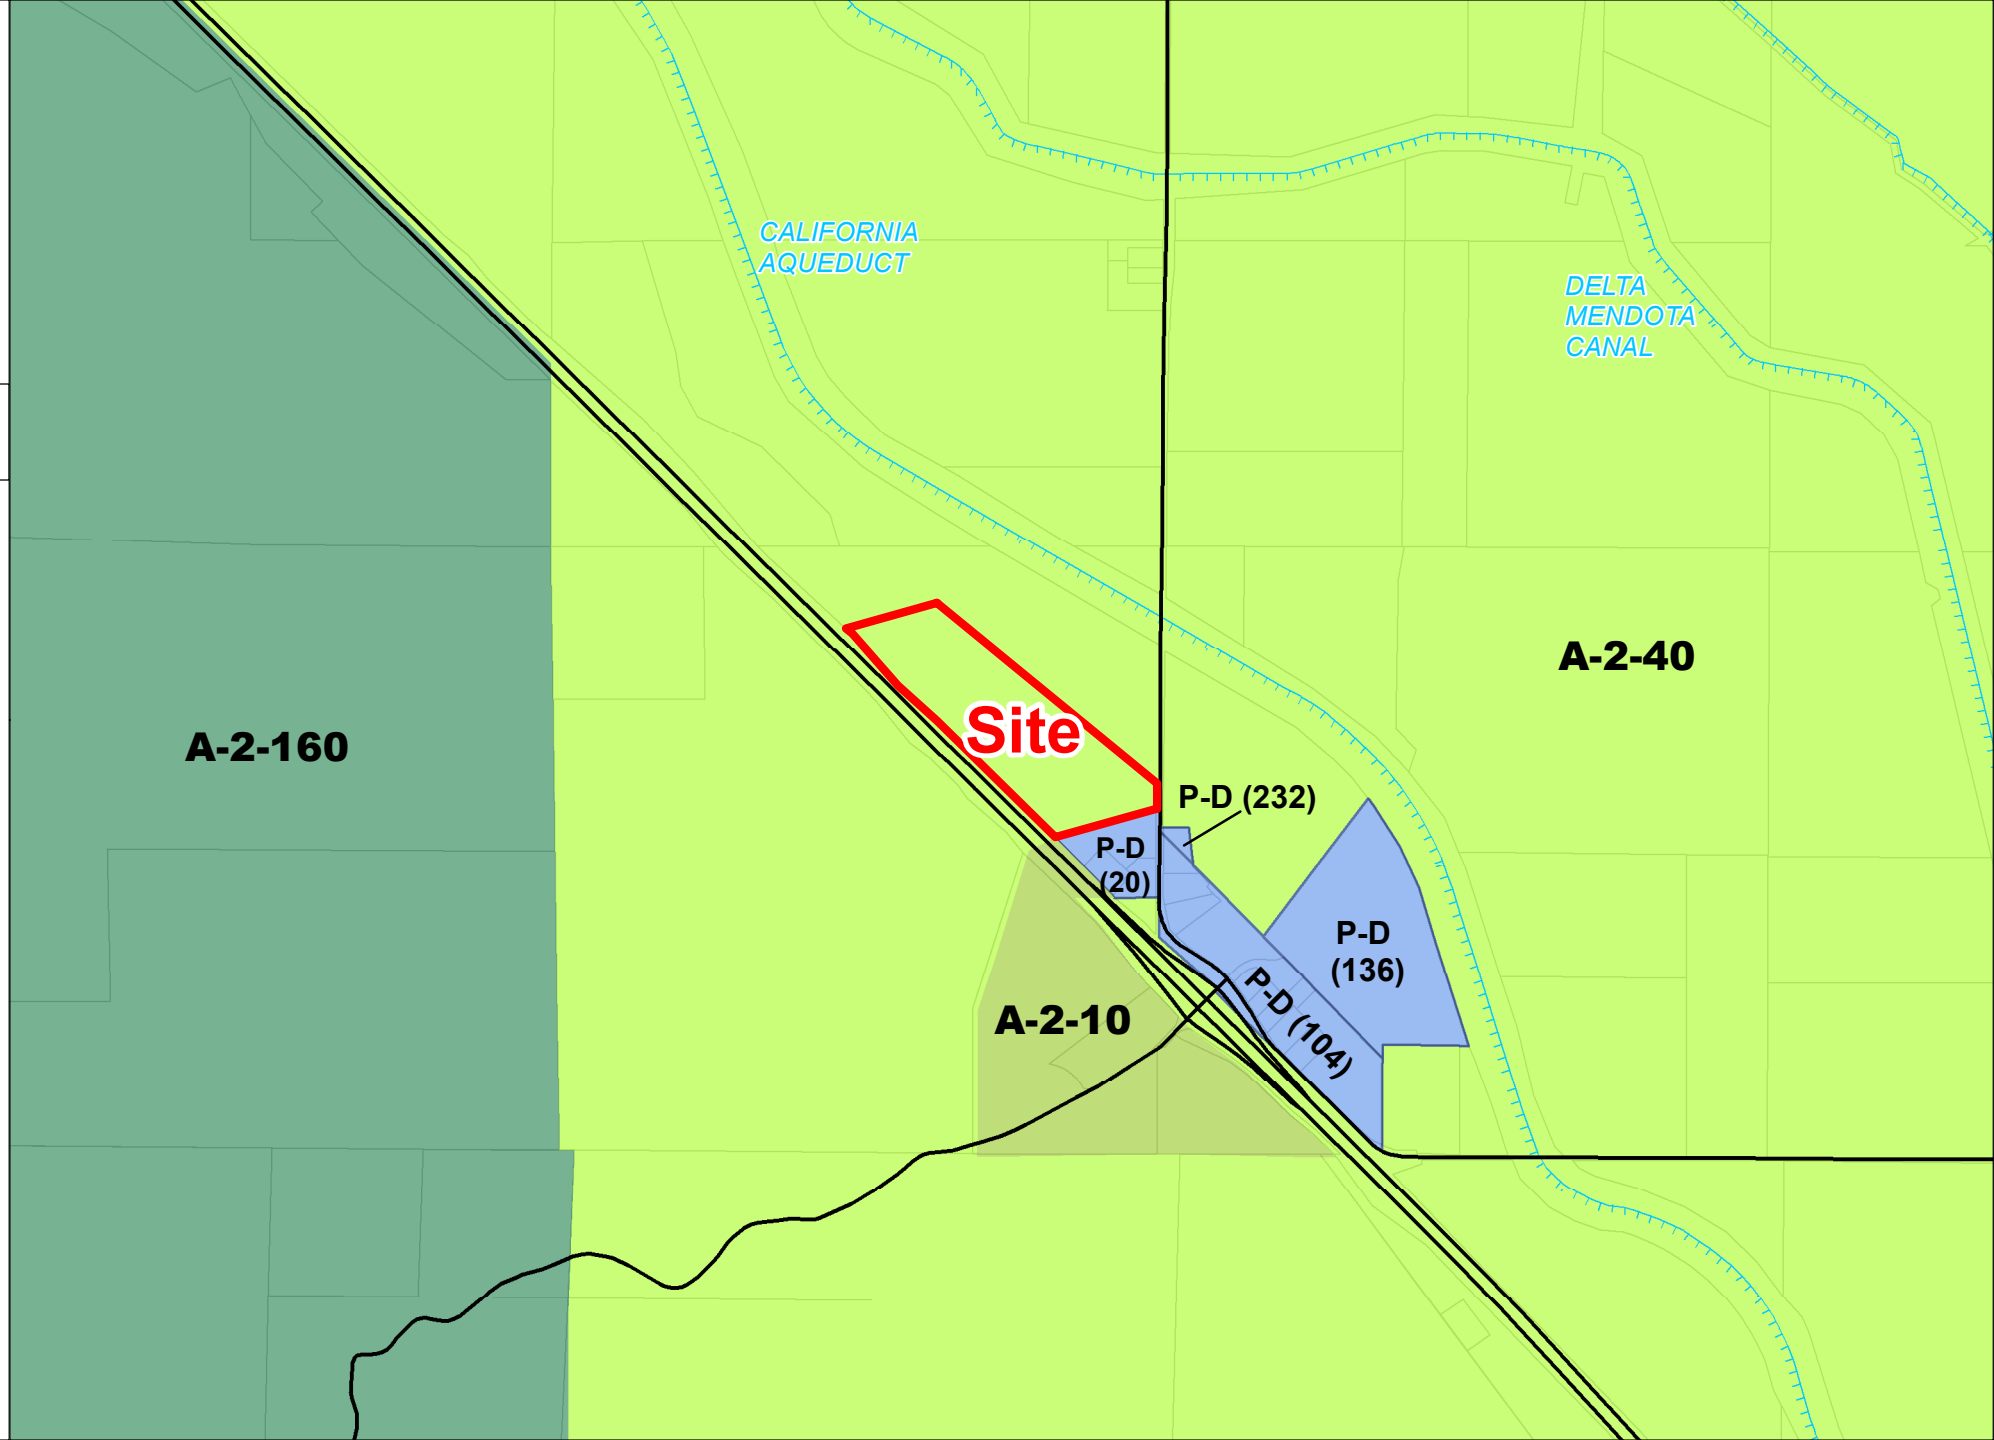 CALIFORNIA
AQUEDUCT
DELTA
MENDOTA
CANAL
A-2-40
Site
A-2-160
P-D (232)
P-D
(20)
P-D
(136)
P-D (104)
A-2-10